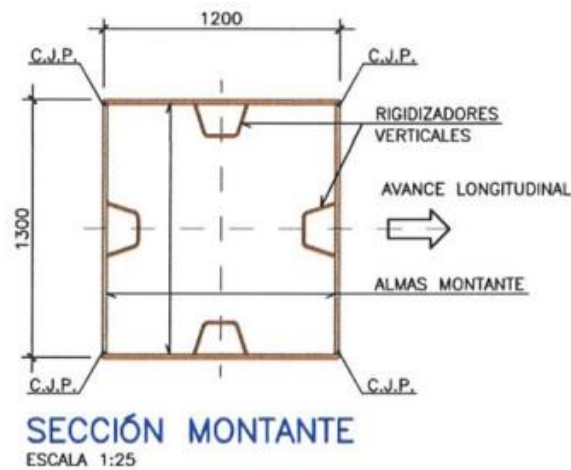 1200
C.J.P.
C.J.P.
RIGIDIZADORES
VERTICALES
AVANCE LONGITUDINAL
1300
ALMAS MONTANTE
C.J.P.
C.J.P.
SECCIÓN MONTANTE
ESCALA 1:25